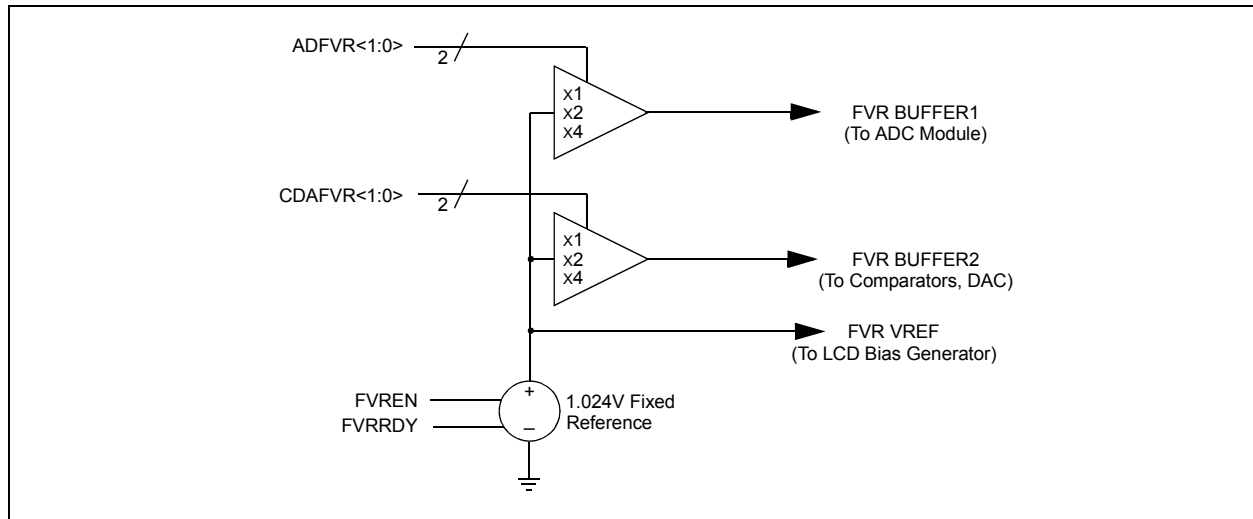 ADFVR<1:0>
2
X1
X2
X4
FVR BUFFER1
(To ADC Module)
CDAFVR<1:0>
2
X1
X2
X4
FVR BUFFER2
(To Comparators, DAC)
FVR VREF
(To LCD Bias Generator)
FVREN
FVRRDY
+
–
1.024V Fixed
Reference